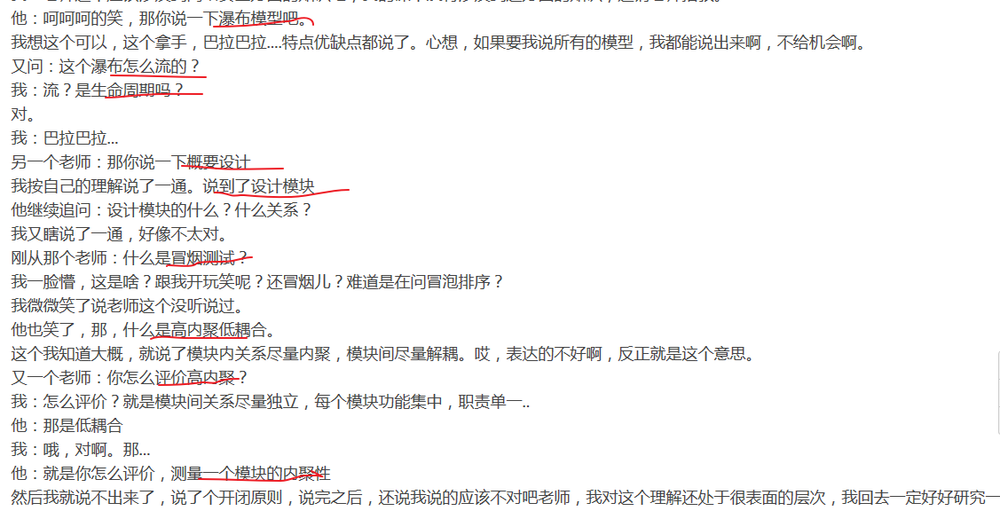 他：呵呵呵的笑，那你说一下瀑布模型吧。
我想这个可以，这个拿手，巴拉巴拉....特点优缺点都说了。心想，如果要我说所有的模型，我都能说出来啊，不给机会啊。
又问：这个瀑布怎么流的？
我：流？是生命周期吗？
对。
我：巴拉巴拉...
另一个老师：那你说一下概要设计
我按自己的理解说了一通。说到了设计模块
他继续追问：设计模块的什么？什么关系？
我又瞎说了一通，好像不太对。
刚从那个老师：什么是冒烟测试？
我一脸懵，这是啥？跟我开玩笑呢？还冒烟儿？难道是在问冒泡排序？
我微微笑了说老师这个没听说过。
他也笑了，那，什么是高内聚低耦合。
这个我知道大概，就说了模块内关系尽量内聚，模块间尽量解耦。哎，表达的不好啊，反正就是这个意思。
又一个老师：你怎么评价高内聚？
我：怎么评价？就是模块间关系尽量独立，每个模块功能集中，职责单一..
他：那是低耦合
我：哦，对啊。那...
他：就是你怎么评价，测量一个模块的内聚性
然后我就说不出来了，说了个开闭原则，说完之后，还说我说的应该不对吧老师，我对这个理解还处于很表面的层次，我回去一定好好研究一